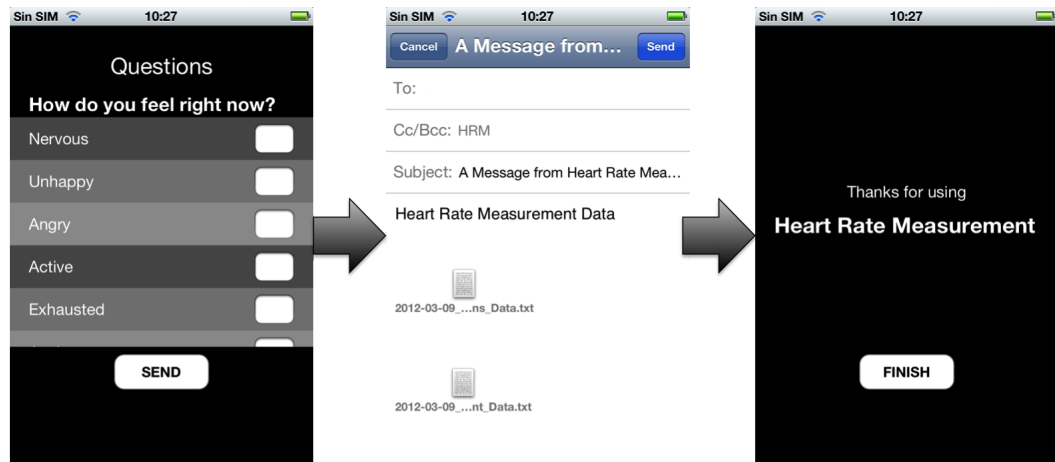 Sin SIM 10:27
Questions
How do you feel right now?
Nervous
Unhappy
Angry
Active
Exhausted
SEND
Sin SIM 10:27
Cancel A Message from... Send
To:
Cc/Bcc: HRM
Subject: A Message from Heart Rate Mea...
Heart Rate Measurement Data
2012-03-09_...ns_Data.txt
2012-03-09_...nt_Data.txt
Sin SIM 10:27
Thanks for using
Heart Rate Measurement
FINISH